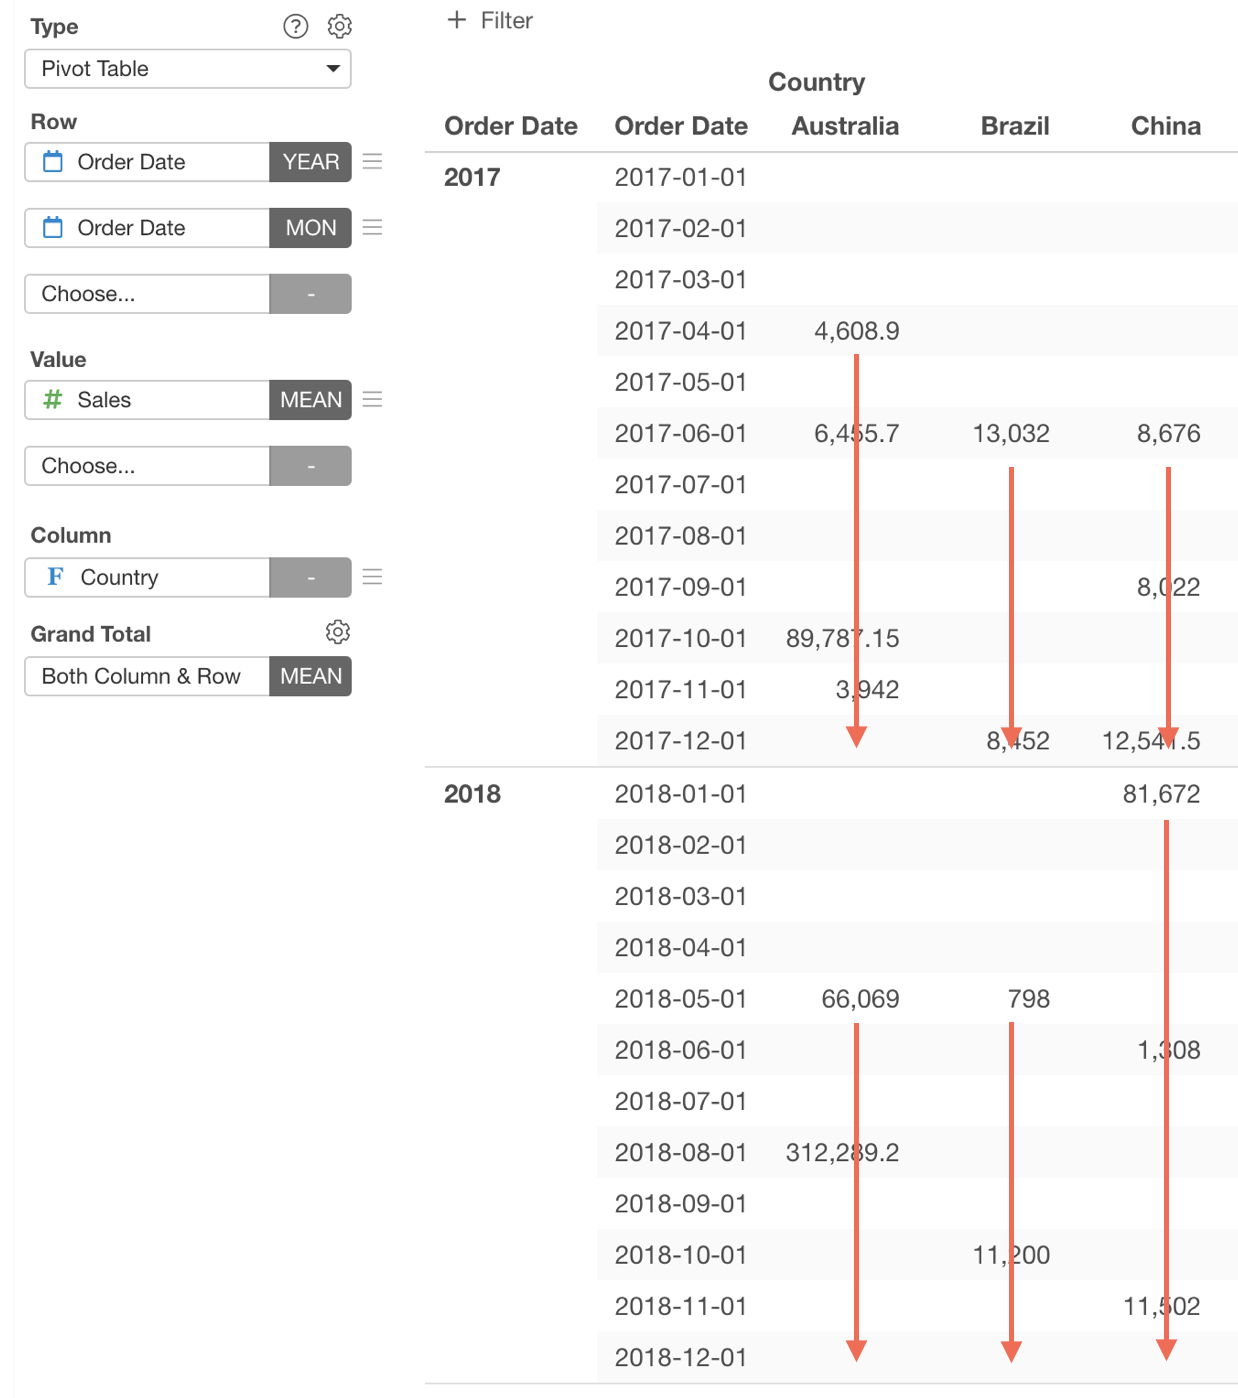 Type
Pivot Table
Row
Order Date YEAR
Order Date MON
Choose... -
Value
# Sales MEAN
Choose... -
Column
F Country -
Grand Total
Both Column & Row MEAN
+ Filter
Country
Order Date Order Date Australia Brazil China
2017 2017-01-01
2017-02-01
2017-03-01
2017-04-01 4,608.9
2017-05-01
2017-06-01 6,455.7 13,032 8,676
2017-07-01
2017-08-01
2017-09-01 8,022
2017-10-01 89,787.15
2017-11-01 3,942
2017-12-01 8,452 12,541.5
2018 2018-01-01 81,672
2018-02-01
2018-03-01
2018-04-01
2018-05-01 66,069 798
2018-06-01 1,308
2018-07-01
2018-08-01 312,289.2
2018-09-01
2018-10-01 11,200
2018-11-01 11,502
2018-12-01